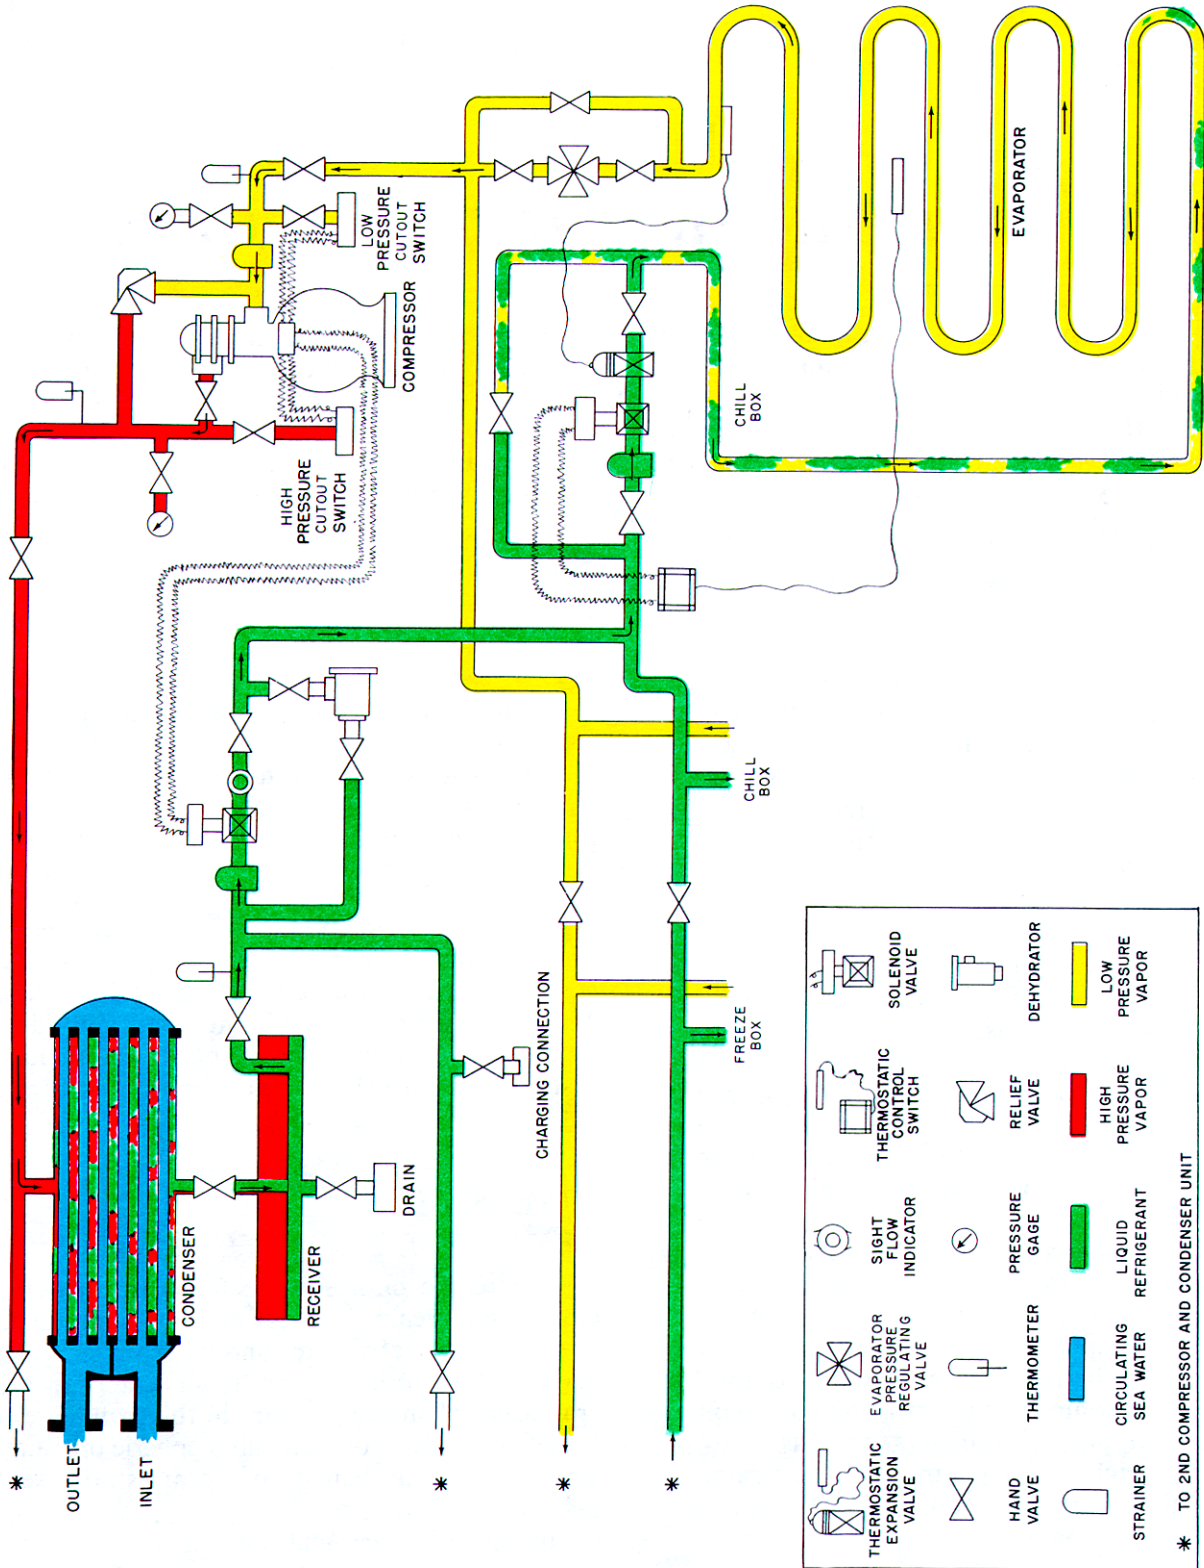 *
OUTLET
INLET
CONDENSER
RECEIVER
DRAIN
*
CHARGING CONNECTION
*
*
FREEZE
BOX
CHILL
BOX
HIGH
PRESSURE
CUTOUT
SWITCH
COMPRESSOR
LOW
PRESSURE
CUTOUT
SWITCH
CHILL
BOX
EVAPORATOR
THERMOSTATIC
EXPANSION
VALVE
EVAPORATOR
PRESSURE
REGULATING
VALVE
SIGHT
FLOW
INDICATOR
THERMOSTATIC
CONTROL
SWITCH
SOLENOID
VALVE
HAND
VALVE
THERMOMETER
PRESSURE
GAGE
RELIEF
VALVE
DEHYDRATOR
STRAINER
CIRCULATING
SEA WATER
LIQUID
REFRIGERANT
HIGH
PRESSURE
VAPOR
LOW
PRESSURE
VAPOR
* TO 2ND COMPRESSOR AND CONDENSER UNIT